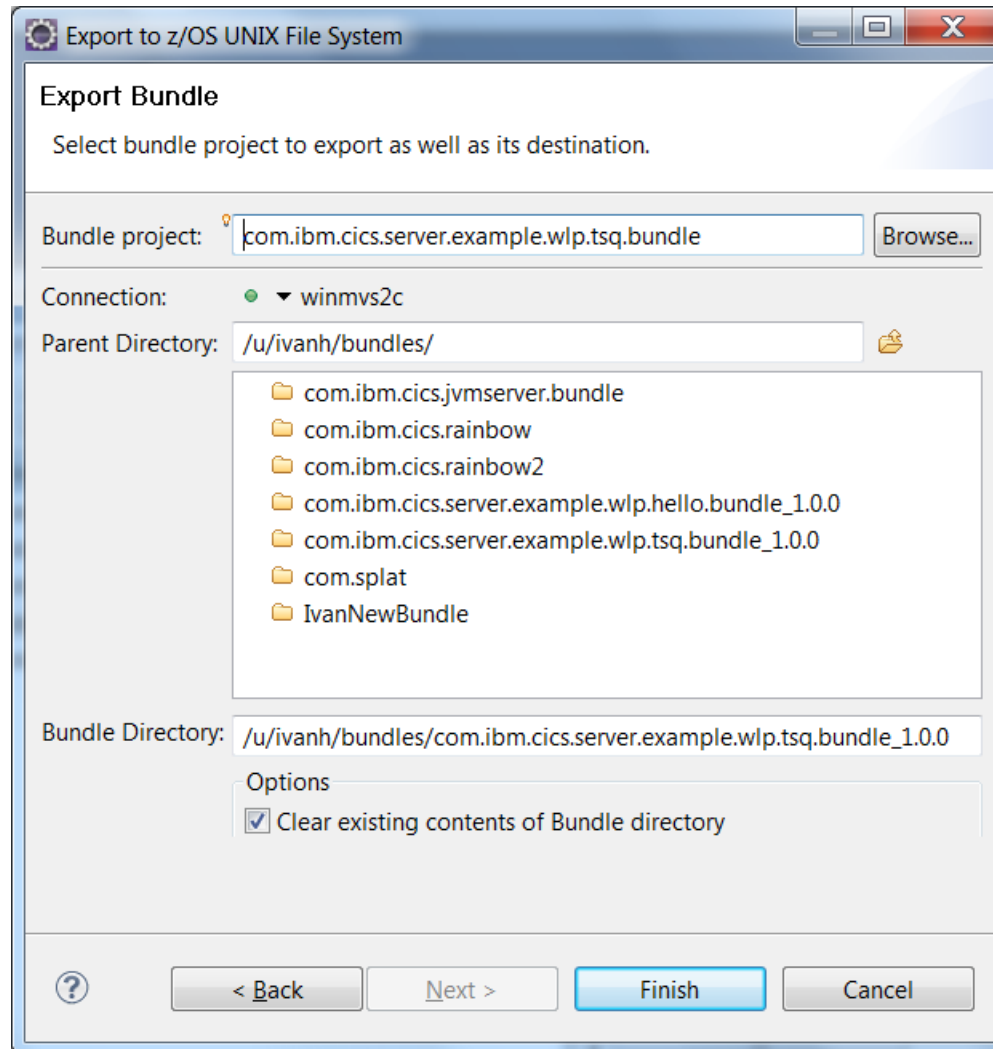 Export to z/OS UNIX File System
Export Bundle
Select bundle project to export as well as its destination.
Bundle project: com.ibm.cics.server.example.wlp.tsq.bundle Browse...
Connection: winmvs2c
Parent Directory: /u/ivanh/bundles/
com.ibm.cics.jvmserver.bundle
com.ibm.cics.rainbow
com.ibm.cics.rainbow2
com.ibm.cics.server.example.wlp.hello.bundle_1.0.0
com.ibm.cics.server.example.wlp.tsq.bundle_1.0.0
com.splat
IvanNewBundle
Bundle Directory: /u/ivanh/bundles/com.ibm.cics.server.example.wlp.tsq.bundle_1.0.0
Options
Clear existing contents of Bundle directory
? < Back Next > Finish Cancel